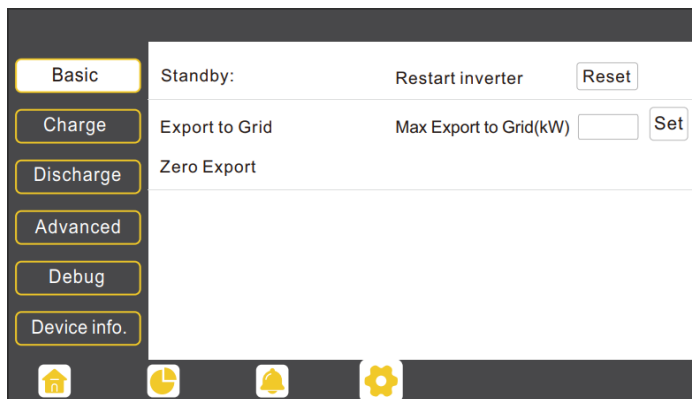 Basic
Standby:
Restart inverter
Reset
Charge
Export to Grid
Max Export to Grid(kW)
Set
Discharge
Zero Export
Advanced
Debug
Device info.